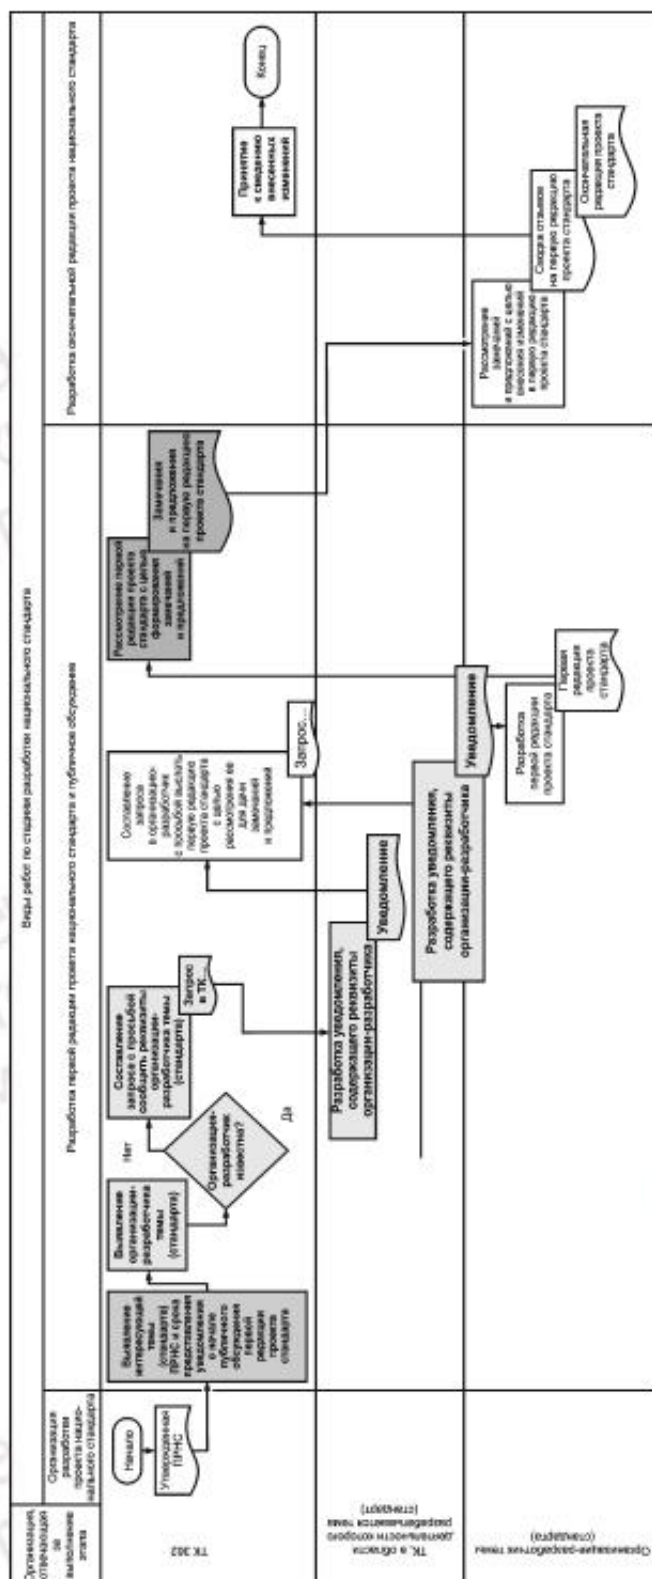 Виды работ по стадиям разработки национального стандарта
Организация,
отвечающая
за
выполнение
этапа
Организация
разработки
проекта нацио-
нального стандарта
Разработка первой редакции проекта национального стандарта и публичное обсуждение
Разработка окончательной редакции проекта национального стандарта
ТК 362
Начало
Утвержденная
ПРНС
Выявление
интересующей
темы
(стандарта)
ПРНС и срока
представления
уведомления
о начале
публичного
обсуждения
первой
редакции
проекта
стандарта
Выявление
организации-
разработчика
темы
(стандарта)
Организация-
разработчик
известна?
Нет
Да
Составление
запроса с просьбой
сообщить реквизиты
организации-
разработчика темы
(стандарта)
Запрос
в ТК...
Составление
запроса
в организацию-
разработчик
с просьбой выслать
первую редакцию
проекта стандарта
с целью
рассмотрения ее
для дачи
замечаний
и предложений
Запрос...
Рассмотрение первой
редакции проекта
стандарта с целью
формирования
замечаний
и предложений
Замечания
и предложения
на первую редакцию
проекта стандарта
Принятие
к сведению
внесенных
изменений
Конец
ТК, в области
деятельности которого
разрабатывается тема
(стандарт)
Разработка уведомления,
содержащего реквизиты
организации-разработчика
Уведомление
Разработка уведомления,
содержащего реквизиты
организации-разработчика
Уведомление
Организация-разработчик темы
(стандарта)
Разработка
первой редакции
проекта стандарта
Первая
редакция
проекта
стандарта
Рассмотрение
замечаний
и предложений с целью
внесения изменений
в первую редакцию
проекта стандарта
Сводка отзывов
на первую редакцию
проекта стандарта
Окончательная
редакция проекта
стандарта